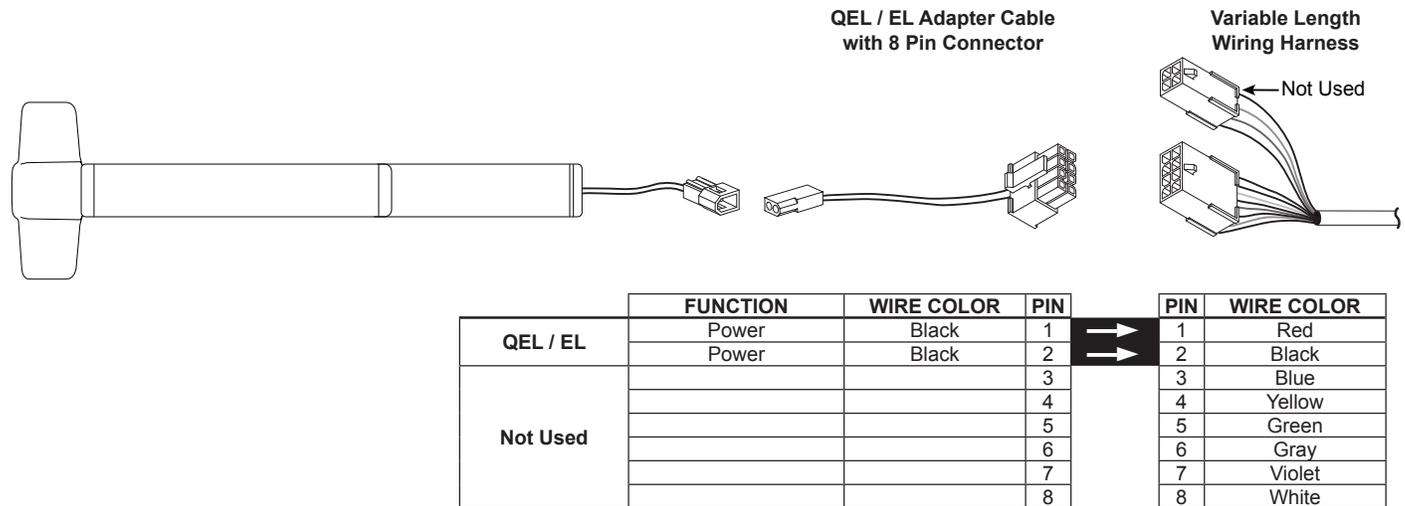 QEL / EL Adapter Cable
with 8 Pin Connector
Variable Length
Wiring Harness
Not Used
FUNCTION WIRE COLOR PIN PIN WIRE COLOR
QEL / EL Power Black 1 1 Red
Power Black 2 2 Black
Not Used 3 3 Blue
4 4 Yellow
5 5 Green
6 6 Gray
7 7 Violet
8 8 White